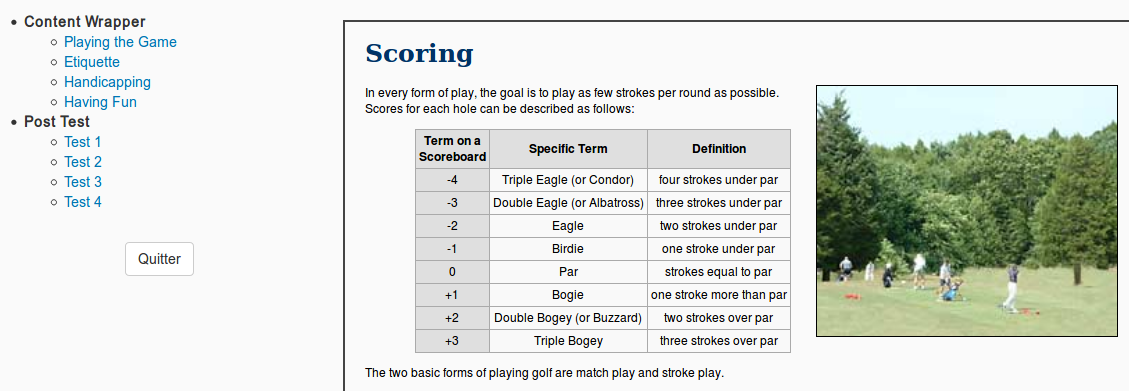 Content Wrapper
Playing the Game
Etiquette
Handicapping
Having Fun
Post Test
Test 1
Test 2
Test 3
Test 4
Quitter
Scoring
In every form of play, the goal is to play as few strokes per round as possible.
Scores for each hole can be described as follows:
Term on a Scoreboard Specific Term Definition
-4 Triple Eagle (or Condor) four strokes under par
-3 Double Eagle (or Albatross) three strokes under par
-2 Eagle two strokes under par
-1 Birdie one stroke under par
0 Par strokes equal to par
+1 Bogie one stroke more than par
+2 Double Bogey (or Buzzard) two strokes over par
+3 Triple Bogey three strokes over par
The two basic forms of playing golf are match play and stroke play.